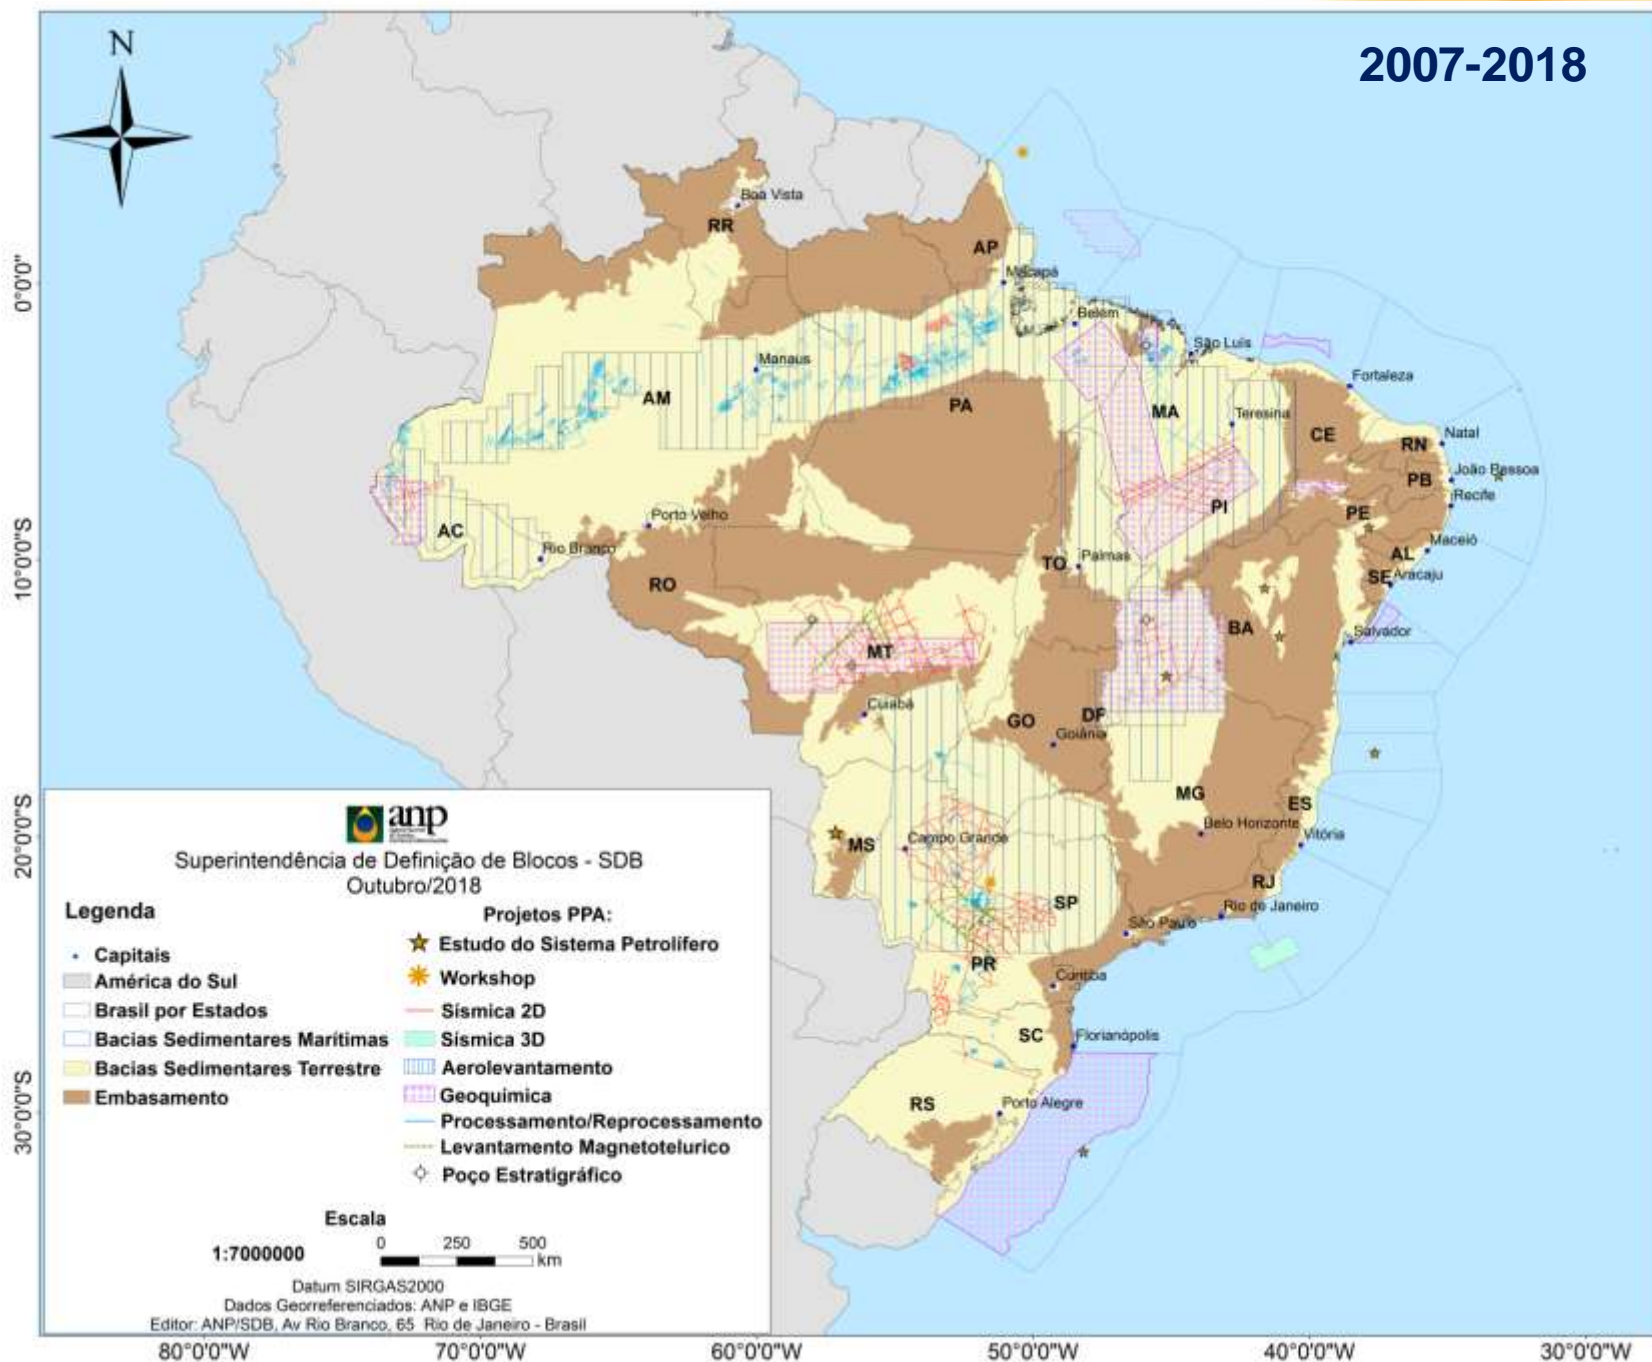 2007-2018
N
Boa Vista
RR
AP
Macapá
Belém
São Luís
Manaus
Fortaleza
AM
PA
MA
Teresina
CE
RN
Natal
João Pessoa
PB
Recife
PI
PE
Porto Velho
AC
Rio Branco
Maceió
AL
TO
Palmas
SE
Aracaju
RO
BA
Salvador
MT
Cuiabá
GO
DF
Goiânia
MG
ES
Belo Horizonte
Vitória
MS
Campo Grande
RJ
SP
Rio de Janeiro
São Paulo
PR
Curitiba
SC
Florianópolis
RS
Porto Alegre
0°0'0"
10°0'0"S
20°0'0"S
30°0'0"S
80°0'0"W
70°0'0"W
60°0'0"W
50°0'0"W
40°0'0"W
30°0'0"W
anp
Superintendência de Definição de Blocos - SDB
Outubro/2018
Legenda
Capitais
América do Sul
Brasil por Estados
Bacias Sedimentares Marítimas
Bacias Sedimentares Terrestre
Embasamento
Projetos PPA:
Estudo do Sistema Petrolífero
Workshop
Sísmica 2D
Sísmica 3D
Aerolevantamento
Geoquímica
Processamento/Reprocessamento
Levantamento Magnetotelurico
Poço Estratigráfico
Escala
1:7000000
0 250 500
km
Datum SIRGAS2000
Dados Georreferenciados: ANP e IBGE
Editor: ANP/SDB, Av Rio Branco, 65 Rio de Janeiro - Brasil